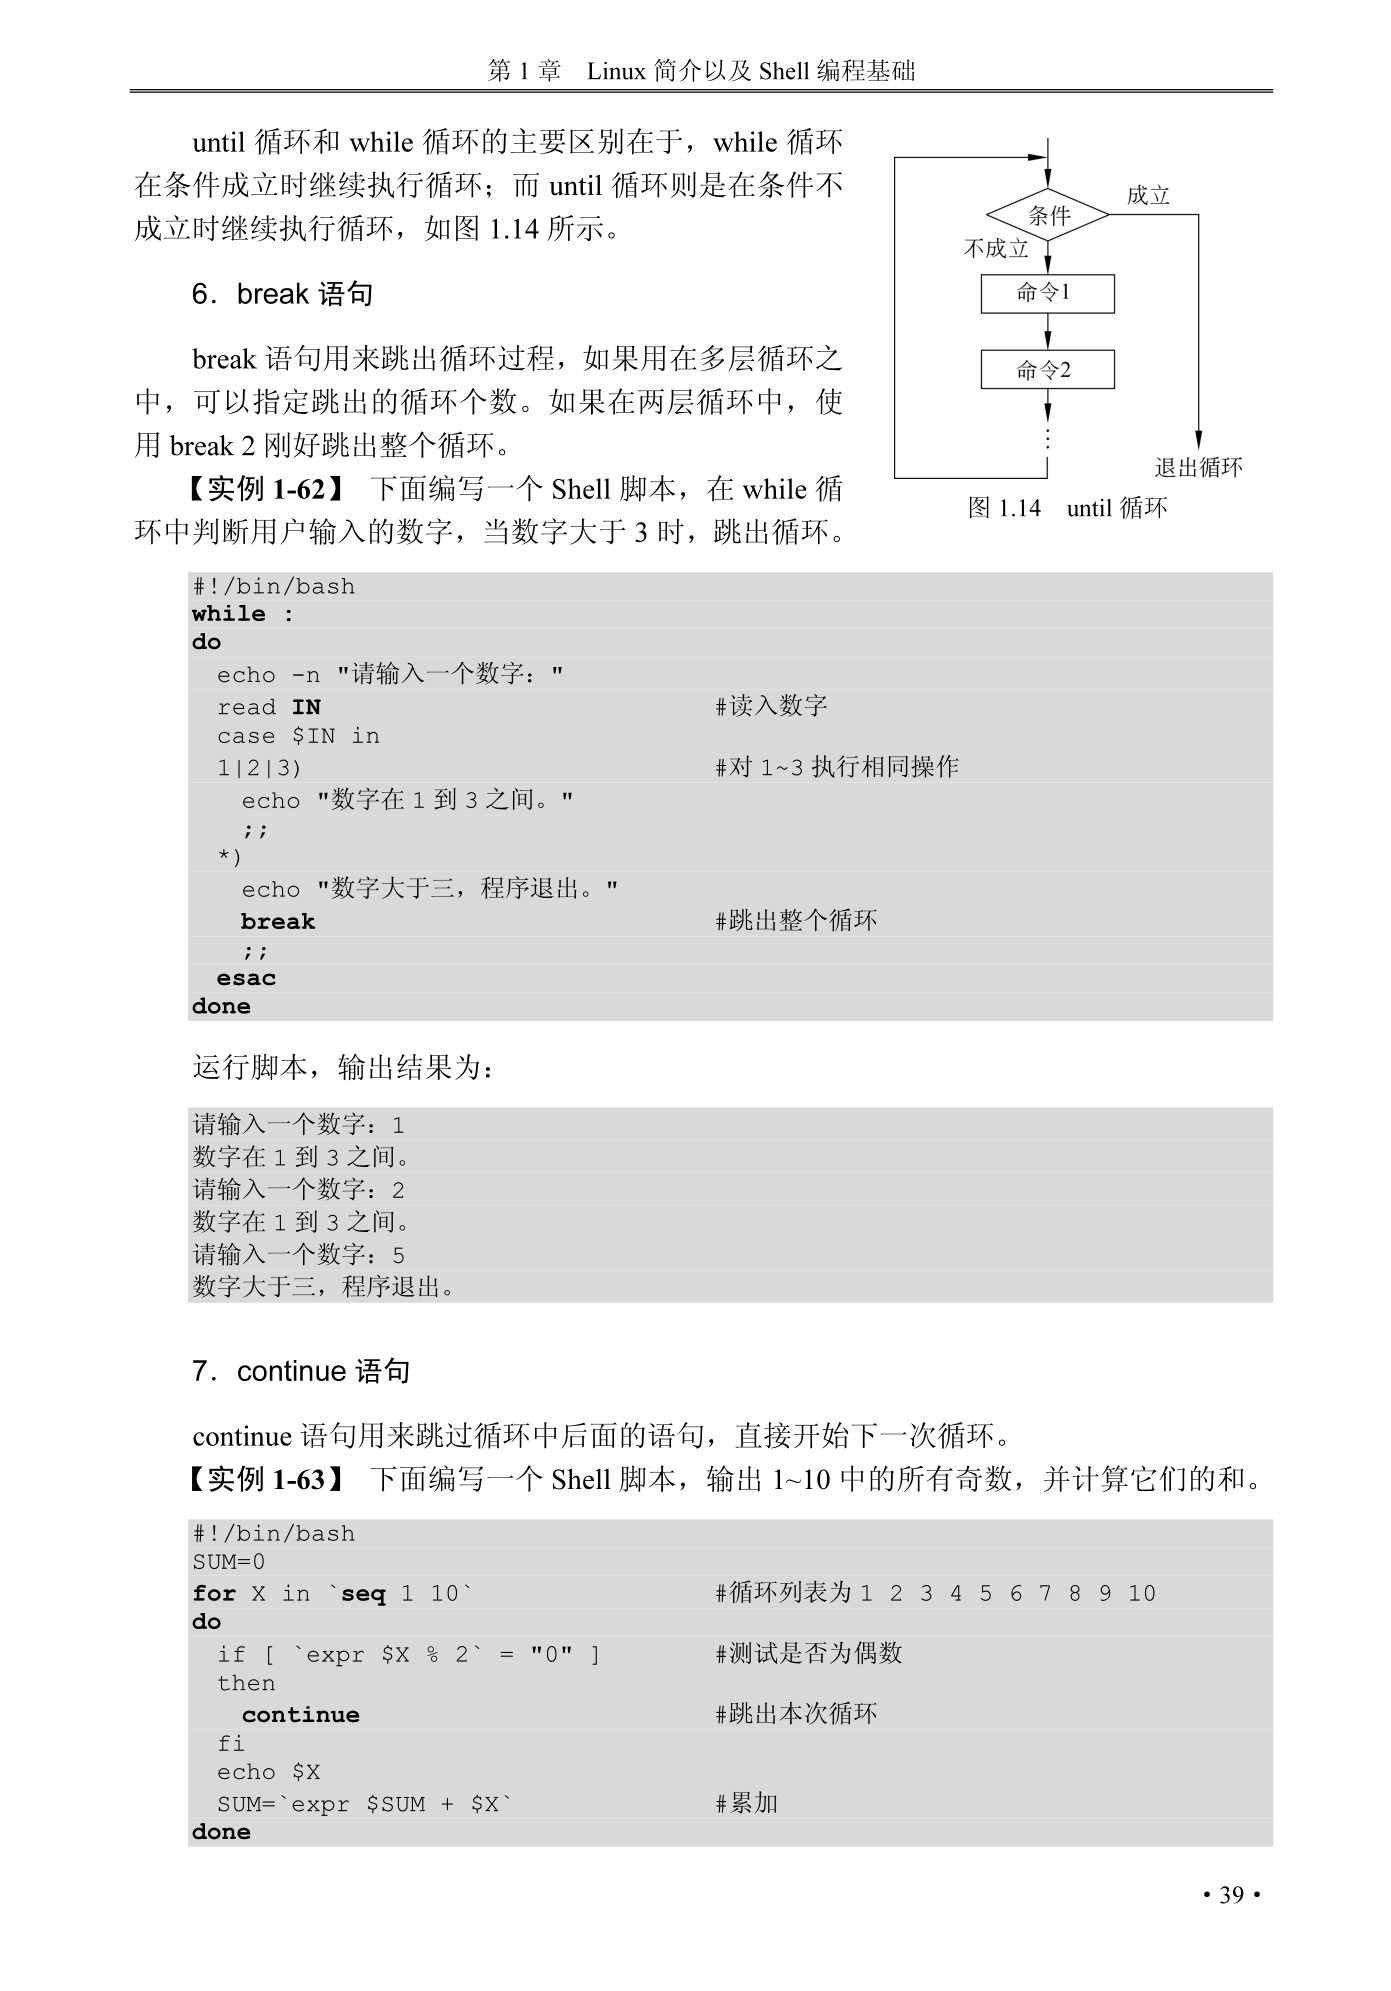 第 1 章　Linux 简介以及 Shell 编程基础
until 循环和 while 循环的主要区别在于，while 循环
在条件成立时继续执行循环；而 until 循环则是在条件不
成立时继续执行循环，如图 1.14 所示。
6．break 语句
break 语句用来跳出循环过程，如果用在多层循环之
中，可以指定跳出的循环个数。如果在两层循环中，使
用 break 2 刚好跳出整个循环。
【实例 1-62】 下面编写一个 Shell 脚本，在 while 循
环中判断用户输入的数字，当数字大于 3 时，跳出循环。
成立
条件
不成立
命令1
命令2
⋮
退出循环
图 1.14　until 循环
#!/bin/bash
while :
do
  echo -n "请输入一个数字："
  read IN    #读入数字
  case $IN in
  1|2|3)    #对 1~3 执行相同操作
    echo "数字在 1 到 3 之间。"
    ;;
  *)
    echo "数字大于三，程序退出。"
    break    #跳出整个循环
    ;;
  esac
done
运行脚本，输出结果为：
请输入一个数字：1
数字在 1 到 3 之间。
请输入一个数字：2
数字在 1 到 3 之间。
请输入一个数字：5
数字大于三，程序退出。
7．continue 语句
continue 语句用来跳过循环中后面的语句，直接开始下一次循环。
【实例 1-63】 下面编写一个 Shell 脚本，输出 1~10 中的所有奇数，并计算它们的和。
#!/bin/bash
SUM=0
for X in `seq 1 10`    #循环列表为 1 2 3 4 5 6 7 8 9 10
do
  if [ `expr $X % 2` = "0" ]    #测试是否为偶数
  then
    continue    #跳出本次循环
  fi
  echo $X
  SUM=`expr $SUM + $X`    #累加
done
• 39 •